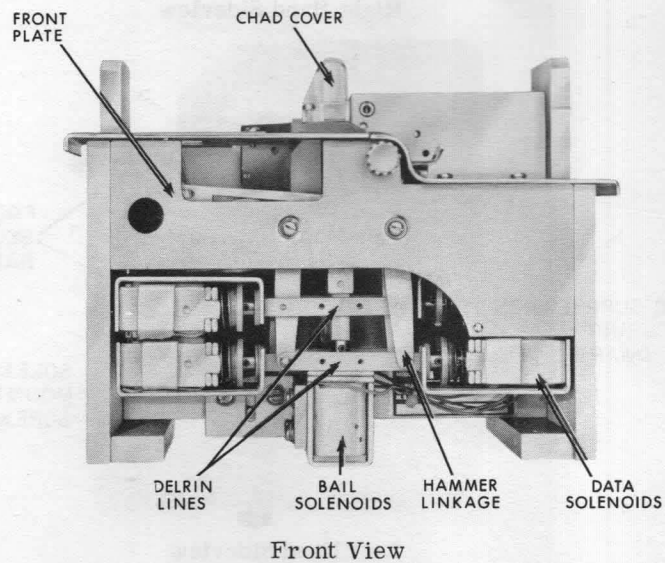 FRONT
PLATE
CHAD COVER
DELRIN
LINES
BAIL
SOLENOIDS
HAMMER
LINKAGE
DATA
SOLENOIDS
Front View